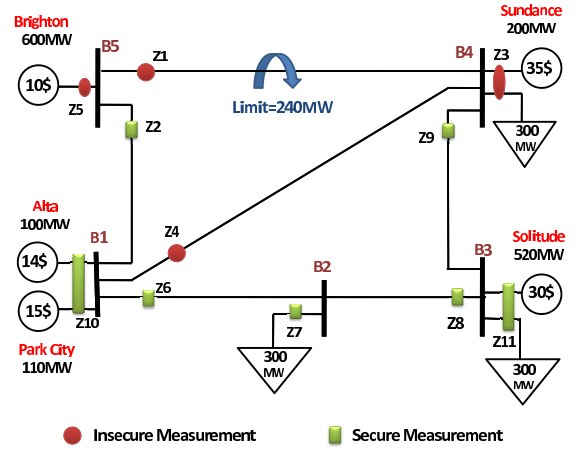 Brighton
600MW
B5
Z1
10$
Z5
Z2
Limit=240MW
Sundance
200MW
B4
Z3
35$
300
MW
Z9
Alta
100MW
B1
Z4
14$
15$
Z10
Z6
Park City
110MW
B2
Z7
300
MW
Solitude
520MW
B3
30$
Z8
Z11
300
MW
Insecure Measurement
Secure Measurement